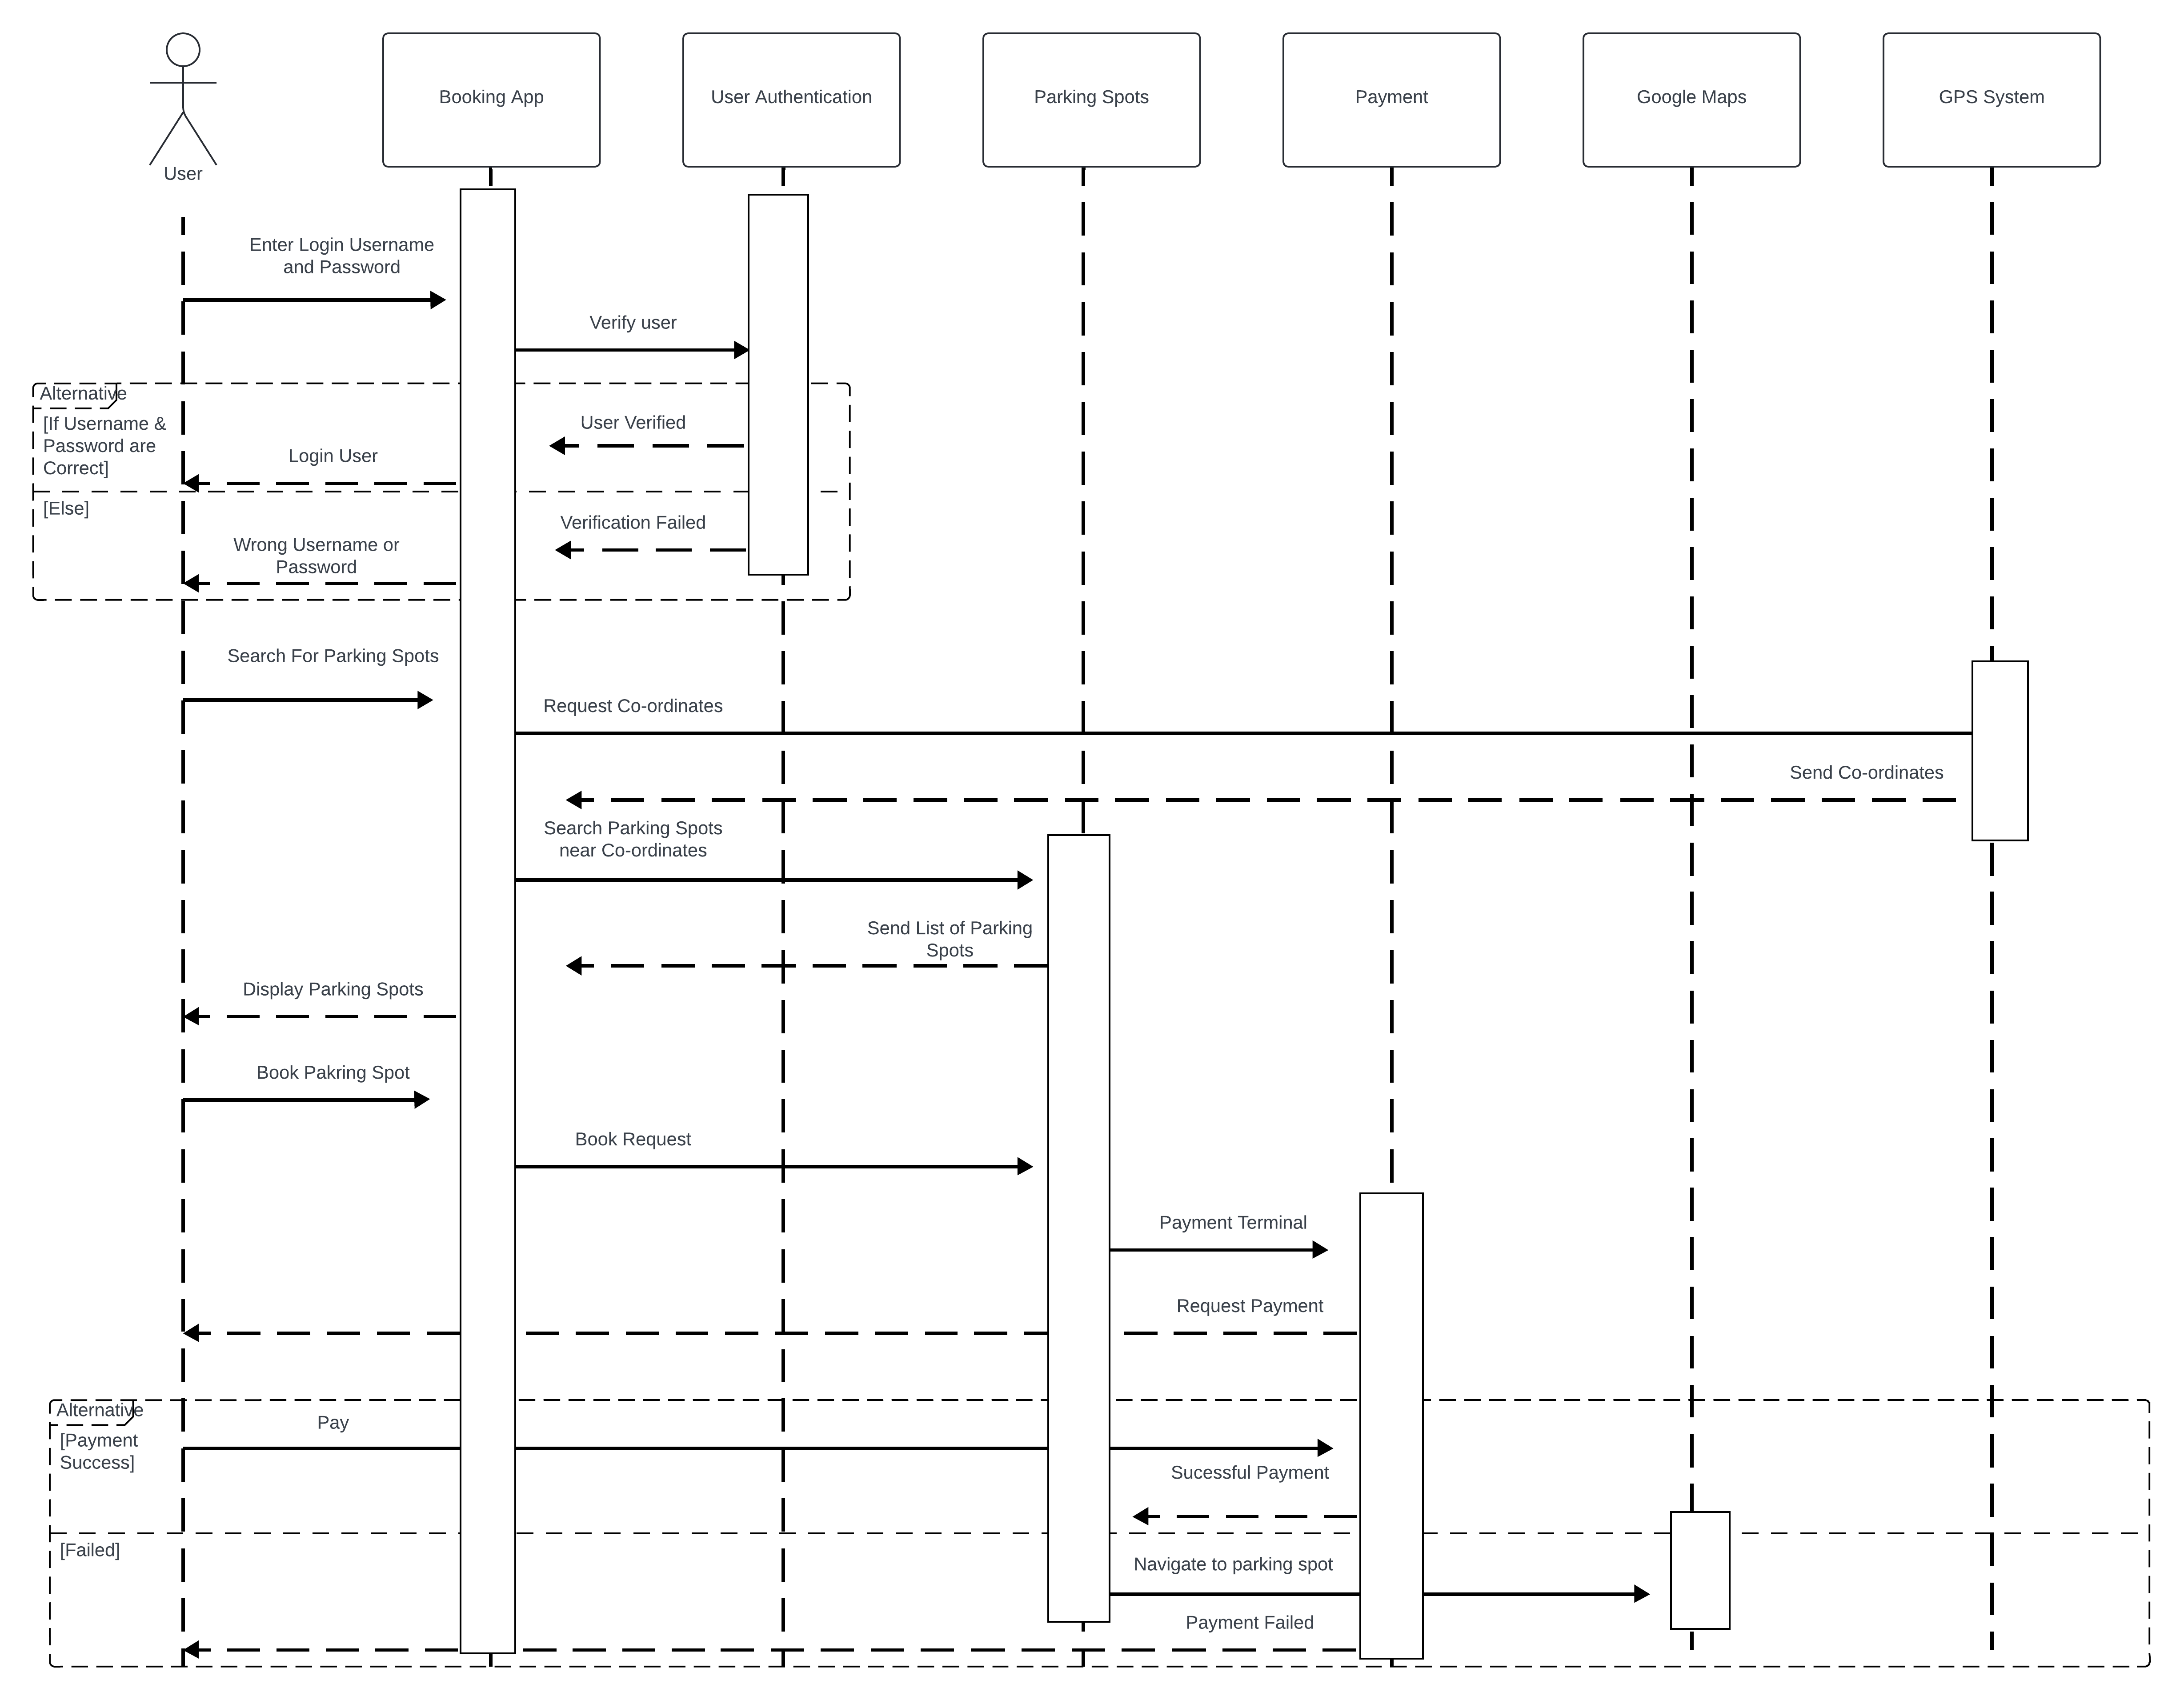 Booking App
User Authentication
Parking Spots
Payment
Google Maps
GPS System
User
Enter Login Username
and Password
Verify user
Alternative
[If Username &
Password are
Correct]
User Verified
Login User
[Else]
Verification Failed
Wrong Username or
Password
Search For Parking Spots
Request Co-ordinates
Send Co-ordinates
Search Parking Spots
near Co-ordinates
Send List of Parking
Spots
Display Parking Spots
Book Pakring Spot
Book Request
Payment Terminal
Request Payment
Alternative
[Payment
Success]
Pay
Sucessful Payment
[Failed]
Navigate to parking spot
Payment Failed